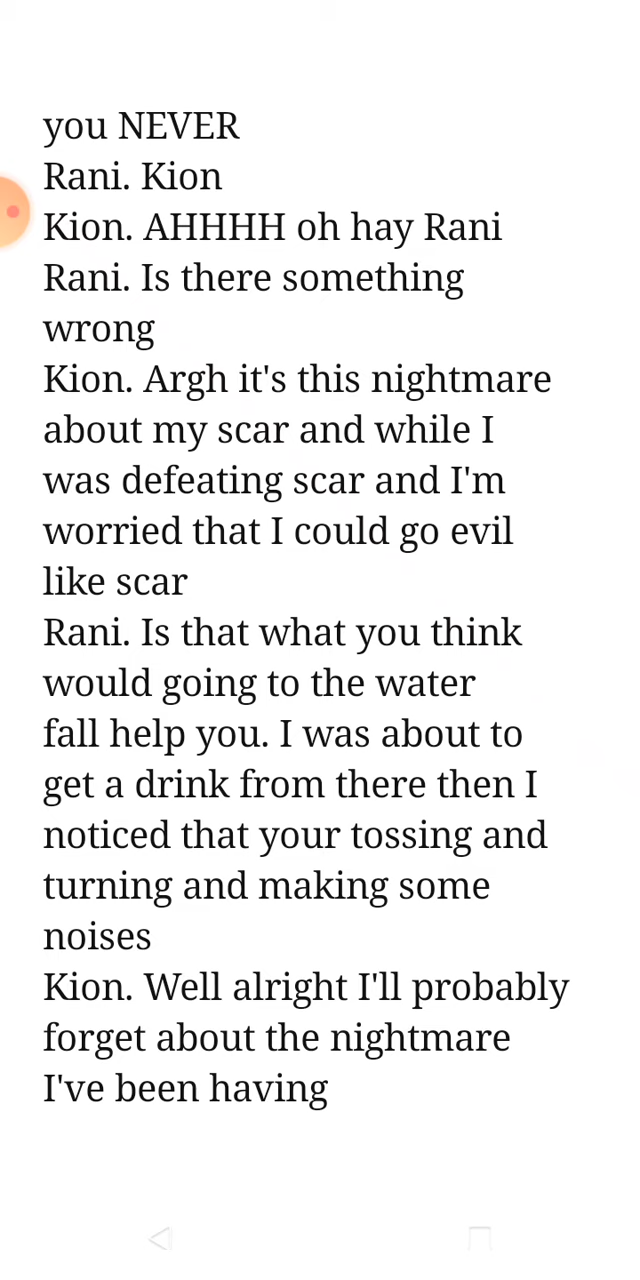 you NEVER
Rani. Kion
Kion. AHHHH oh hay Rani
Rani. Is there something
wrong
Kion. Argh it's this nightmare
about my scar and while I
was defeating scar and I'm
worried that I could go evil
like scar
Rani. Is that what you think
would going to the water
fall help you. I was about to
get a drink from there then I
noticed that your tossing and
turning and making some
noises
Kion. Well alright I'll probably
forget about the nightmare
I've been having